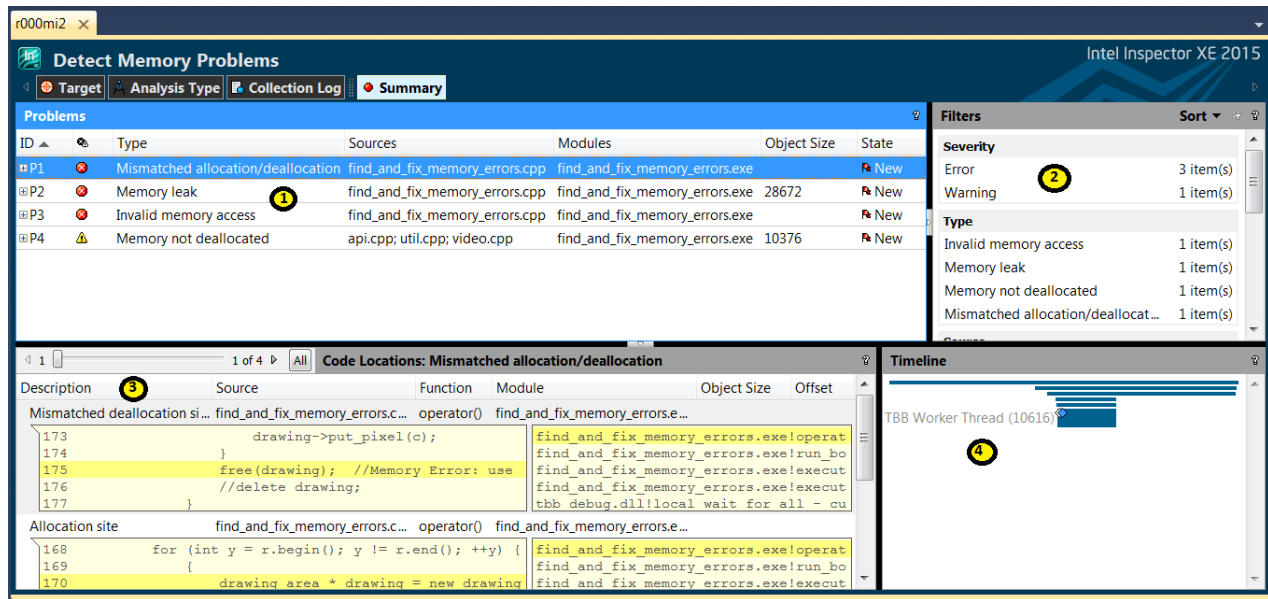 r000mi2
Detect Memory Problems
Intel Inspector XE 2015
Target Analysis Type Collection Log Summary
Problems ?
ID Type Sources Modules Object Size State
P1 Mismatched allocation/deallocation find_and_fix_memory_errors.cpp find_and_fix_memory_errors.exe New
P2 Memory leak find_and_fix_memory_errors.cpp find_and_fix_memory_errors.exe 28672 New
P3 Invalid memory access find_and_fix_memory_errors.cpp find_and_fix_memory_errors.exe New
P4 Memory not deallocated api.cpp; util.cpp; video.cpp find_and_fix_memory_errors.exe 10376 New
1
Filters Sort ?
Severity
Error 3 item(s)
Warning 1 item(s)
2
Type
Invalid memory access 1 item(s)
Memory leak 1 item(s)
Memory not deallocated 1 item(s)
Mismatched allocation/deallocat... 1 item(s)
1 1 of 4 All Code Locations: Mismatched allocation/deallocation ?
Description 3 Source Function Module Object Size Offset
Mismatched deallocation si... find_and_fix_memory_errors.c... operator() find_and_fix_memory_errors.e...
173 drawing->put_pixel(c); find_and_fix_memory_errors.exe!operat
174 } find_and_fix_memory_errors.exe!run_bo
175 free(drawing); //Memory Error: use find_and_fix_memory_errors.exe!execut
176 //delete drawing; find_and_fix_memory_errors.exe!execut
177 } tbb_debug.dll!local_wait_for_all - cu
Allocation site find_and_fix_memory_errors.c... operator() find_and_fix_memory_errors.e...
168 for (int y = r.begin(); y != r.end(); ++y) { find_and_fix_memory_errors.exe!operat
169 { find_and_fix_memory_errors.exe!run_bo
170 drawing_area * drawing = new drawing find_and_fix_memory_errors.exe!execut
Timeline ?
TBB Worker Thread (10616)
4